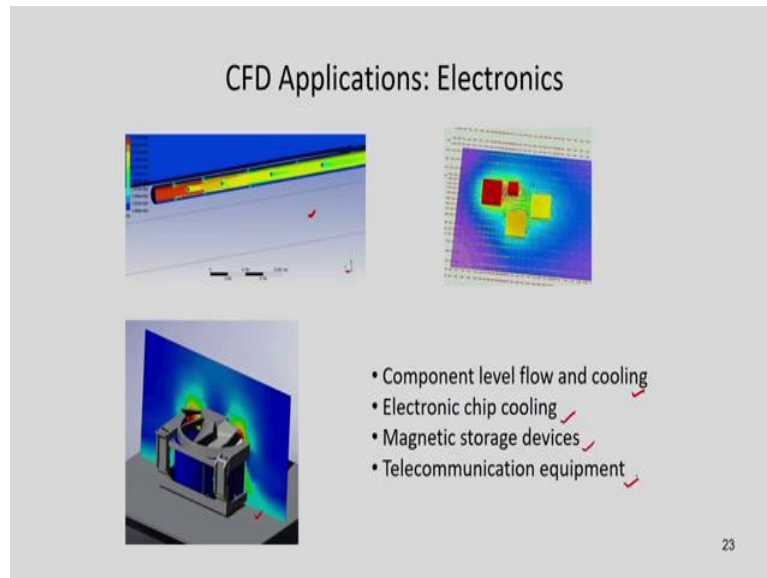 CFD Applications: Electronics
• Component level flow and cooling
• Electronic chip cooling
• Magnetic storage devices
• Telecommunication equipment
23